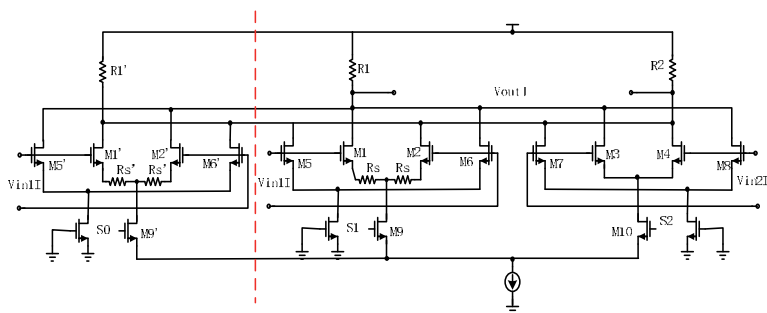 R1' R1 R2
Vout1
M5' M1' M2' M6' M5 M1 M2 M6 M7 M3 M4 M8
Rs' Rs' Rs Rs
Vin1I Vin1I Vin2I
S0 M9' S1 M9 M10 S2